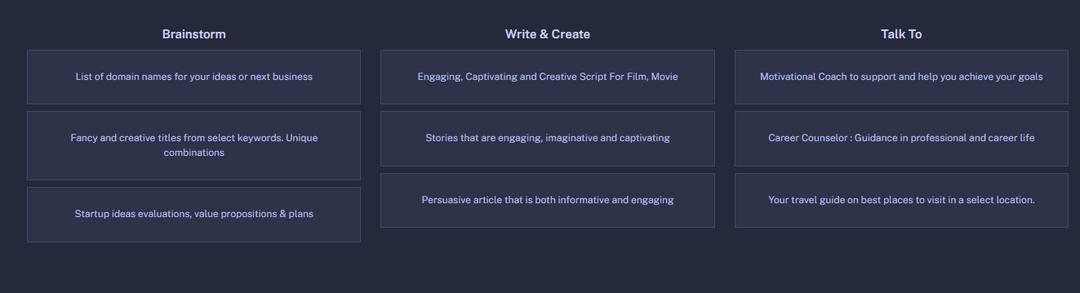 Brainstorm
List of domain names for your ideas or next business
Fancy and creative titles from select keywords. Unique
combinations
Startup ideas evaluations, value propositions & plans
Write & Create
Engaging, Captivating and Creative Script For Film, Movie
Stories that are engaging, imaginative and captivating
Persuasive article that is both informative and engaging
Talk To
Motivational Coach to support and help you achieve your goals
Career Counselor : Guidance in professional and career life
Your travel guide on best places to visit in a select location.